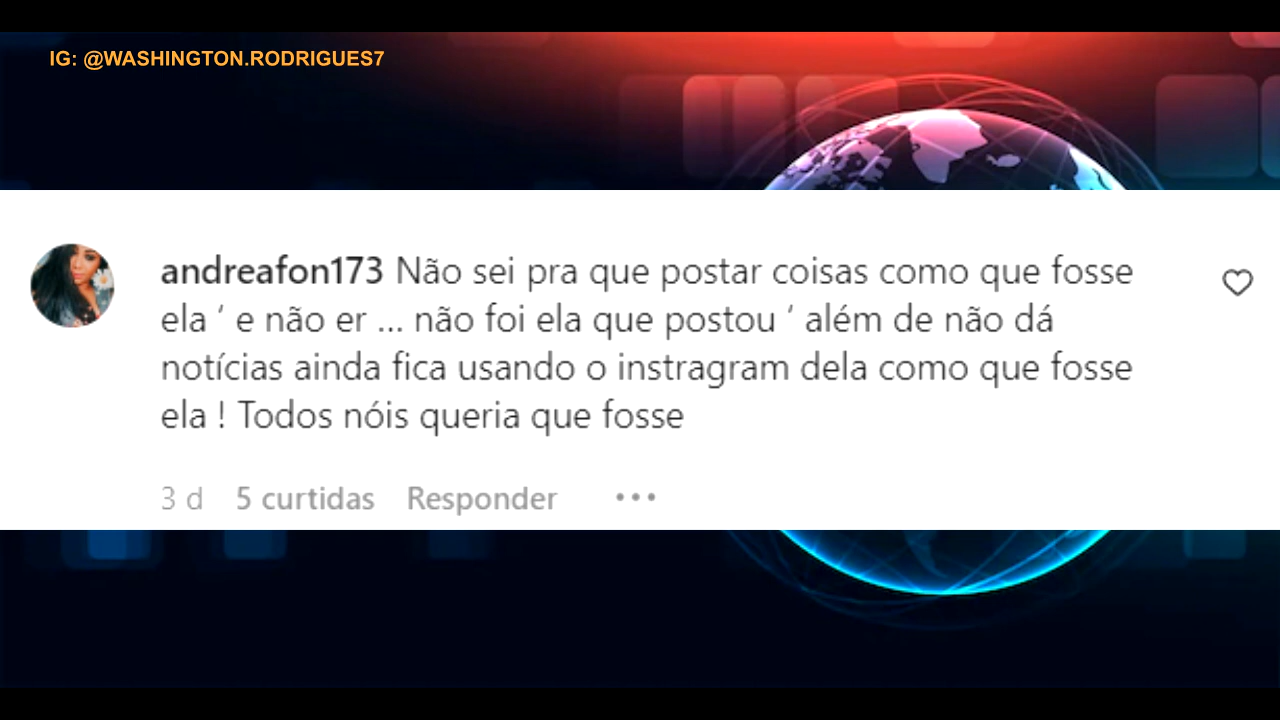 IG: @WASHINGTON.RODRIGUES7
andreafon173 Não sei pra que postar coisas como que fosse
ela ‘ e não er ... não foi ela que postou ‘ além de não dá
notícias ainda fica usando o instragram dela como que fosse
ela ! Todos nóis queria que fosse
3 d 5 curtidas Responder •••